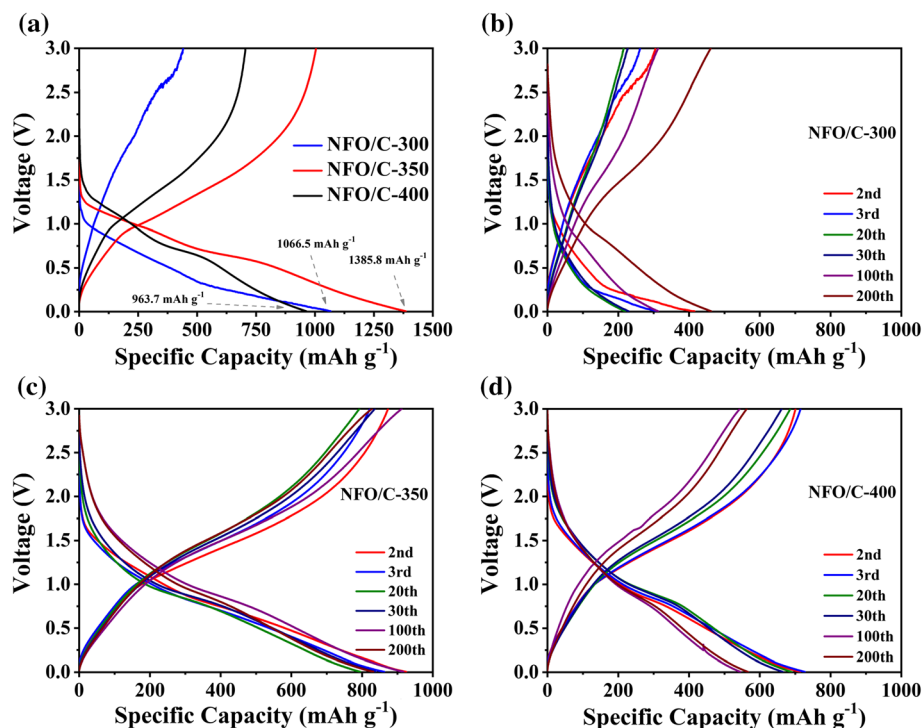 (a)
3.0
2.5
2.0
1.5
1.0
0.5
0.0
Voltage (V)
NFO/C-300
NFO/C-350
NFO/C-400
1066.5 mAh g⁻¹
1385.8 mAh g⁻¹
963.7 mAh g⁻¹
0 250 500 750 1000 1250 1500
Specific Capacity (mAh g⁻¹)
(b)
3.0
2.5
2.0
1.5
1.0
0.5
0.0
Voltage (V)
NFO/C-300
2nd
3rd
20th
30th
100th
200th
0 200 400 600 800 1000
Specific Capacity (mAh g⁻¹)
(c)
3.0
2.5
2.0
1.5
1.0
0.5
0.0
Voltage (V)
NFO/C-350
2nd
3rd
20th
30th
100th
200th
0 200 400 600 800 1000
Specific Capacity (mAh g⁻¹)
(d)
3.0
2.5
2.0
1.5
1.0
0.5
0.0
Voltage (V)
NFO/C-400
2nd
3rd
20th
30th
100th
200th
0 200 400 600 800 1000
Specific Capacity (mAh g⁻¹)